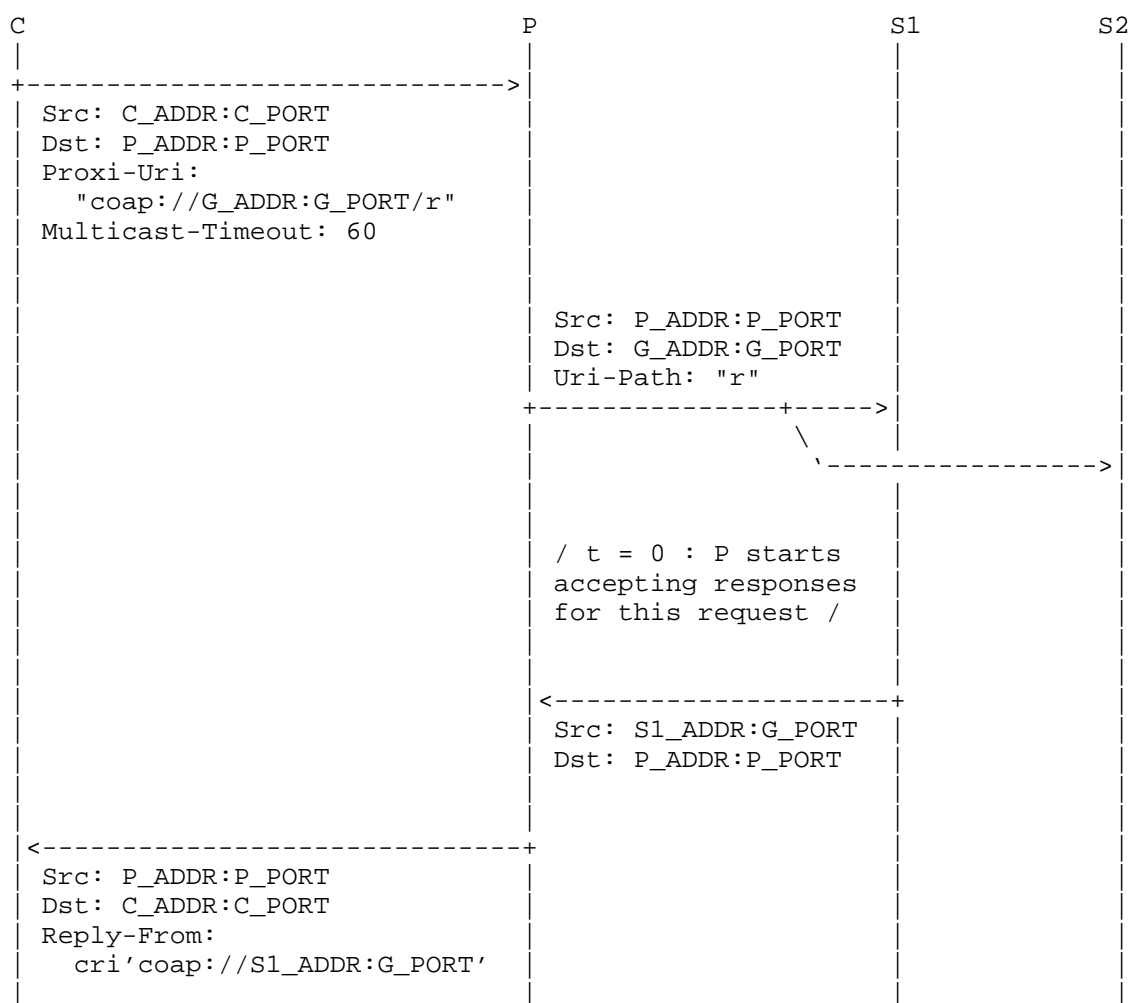 C P S1 S2
Src: C_ADDR:C_PORT
Dst: P_ADDR:P_PORT
Proxi-Uri:
"coap://G_ADDR:G_PORT/r"
Multicast-Timeout: 60
Src: P_ADDR:P_PORT
Dst: G_ADDR:G_PORT
Uri-Path: "r"
/ t = 0 : P starts
accepting responses
for this request /
Src: S1_ADDR:G_PORT
Dst: P_ADDR:P_PORT
Src: P_ADDR:P_PORT
Dst: C_ADDR:C_PORT
Reply-From:
cri’coap://S1_ADDR:G_PORT’